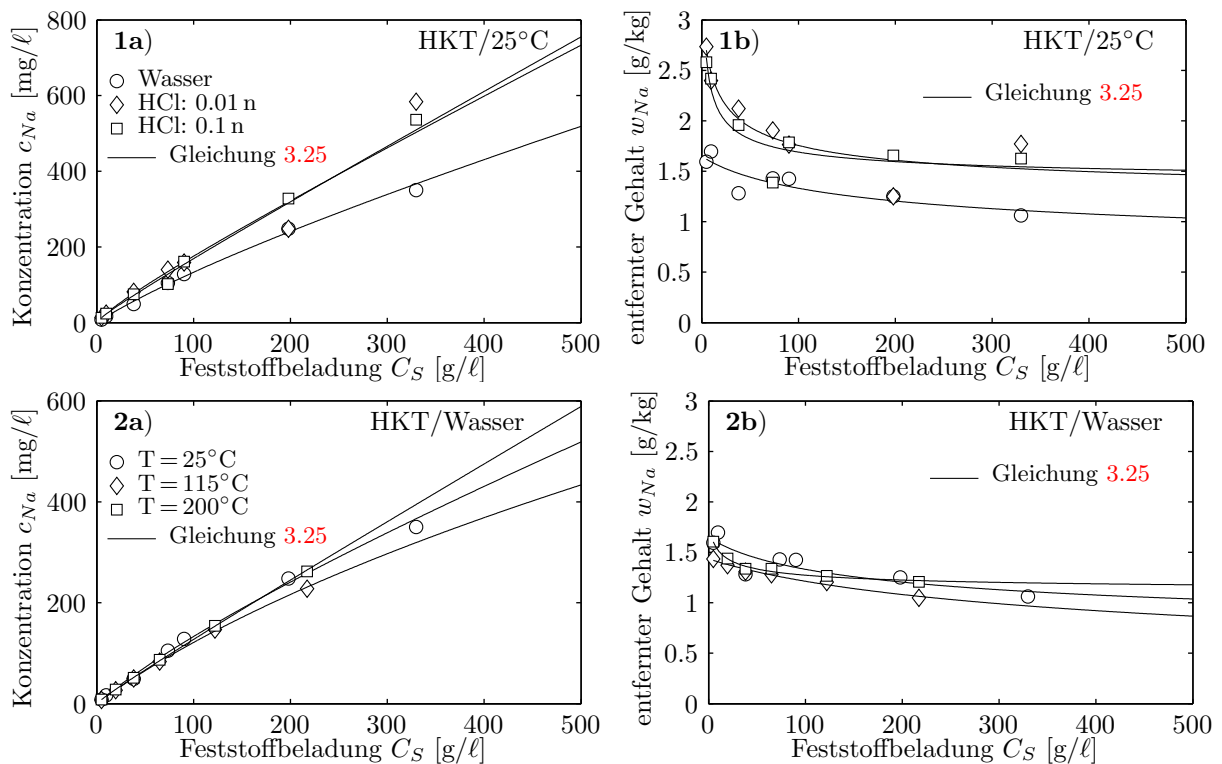 1a)
HKT/25°C
Wasser
HCl: 0.01 n
HCl: 0.1 n
Gleichung 3.25
Konzentration c_Na [mg/ℓ]
800
600
400
200
0
0 100 200 300 400 500
Feststoffbeladung C_S [g/ℓ]
1b)
HKT/25°C
Gleichung 3.25
entfernter Gehalt w_Na [g/kg]
3
2.5
2
1.5
1
0.5
0
0 100 200 300 400 500
Feststoffbeladung C_S [g/ℓ]
2a)
HKT/Wasser
T = 25°C
T = 115°C
T = 200°C
Gleichung 3.25
Konzentration c_Na [mg/ℓ]
600
400
200
0
0 100 200 300 400 500
Feststoffbeladung C_S [g/ℓ]
2b)
HKT/Wasser
Gleichung 3.25
entfernter Gehalt w_Na [g/kg]
3
2.5
2
1.5
1
0.5
0
0 100 200 300 400 500
Feststoffbeladung C_S [g/ℓ]